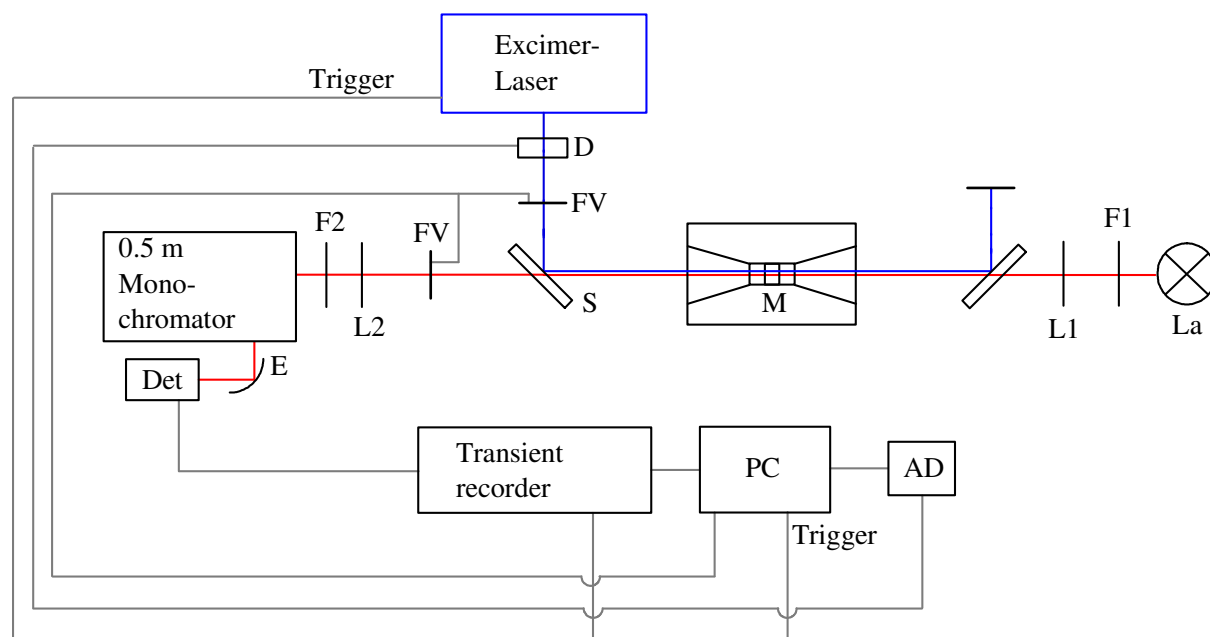 Excimer-
Laser
Trigger
D
FV
FV
F2
F1
0.5 m
Mono-
chromator
S
M
L2
L1
La
E
Det
Transient
recorder
PC
AD
Trigger